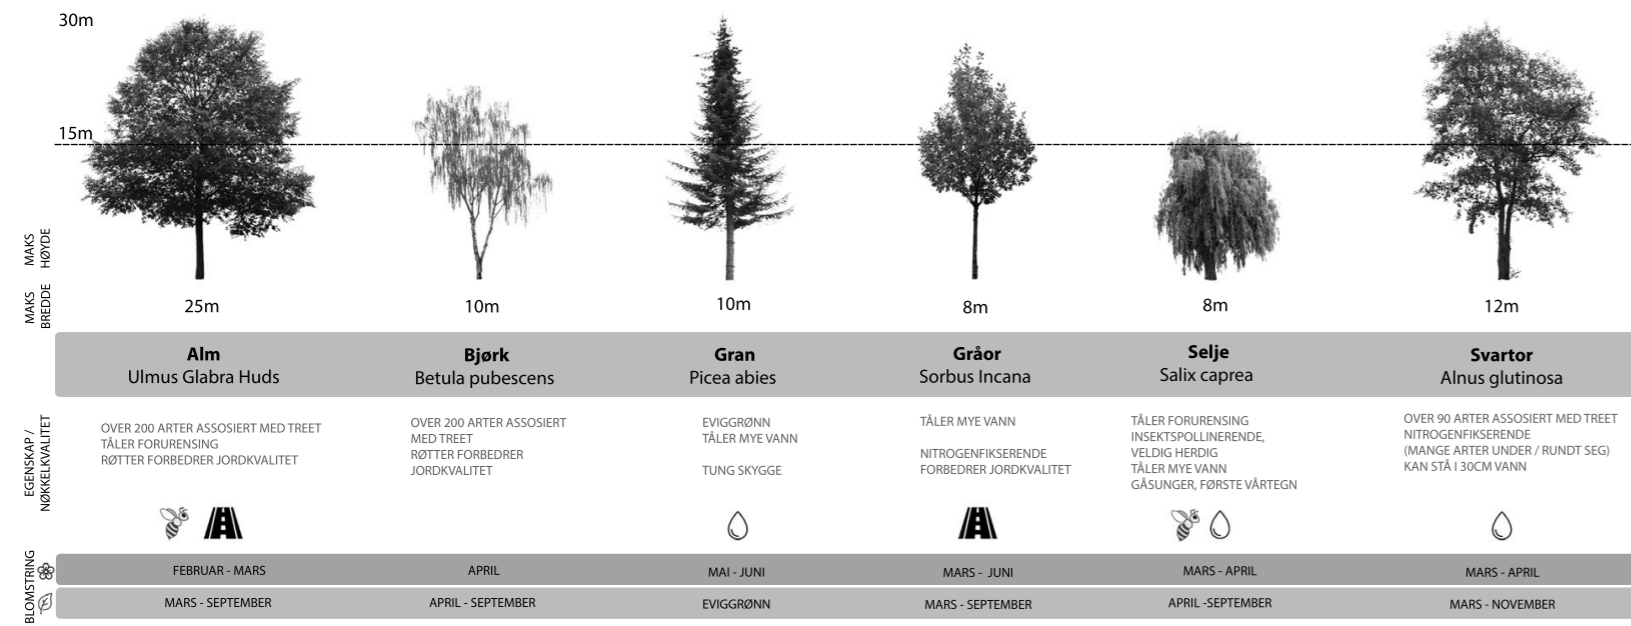 30m
15m
MAKS
HØYDE
MAKS
BREDDE
25m
10m
10m
8m
8m
12m
Alm
Ulmus Glabra Huds
Bjørk
Betula pubescens
Gran
Picea abies
Gråor
Sorbus Incana
Selje
Salix caprea
Svartor
Alnus glutinosa
EGENSKAP /
NØKKELKVALITET
OVER 200 ARTER ASSOSIERT MED TREET
TÅLER FORURENSING
RØTTER FORBEDRER JORDKVALITET
OVER 200 ARTER ASSOSIERT
MED TREET
RØTTER FORBEDRER
JORDKVALITET
EVIGGRØNN
TÅLER MYE VANN
TUNG SKYGGE
TÅLER MYE VANN
NITROGENFIKSERENDE
FORBEDRER JORDKVALITET
TÅLER FORURENSING
INSEKTSPOLLINERENDE,
VELDIG HERDIG
TÅLER MYE VANN
GÅSUNGER, FØRSTE VÅRTEGN
OVER 90 ARTER ASSOSIERT MED TREET
NITROGENFIKSERENDE
(MANGE ARTER UNDER / RUNDT SEG)
KAN STÅ I 30CM VANN
BLOMSTRING
FEBRUAR - MARS
APRIL
MAI - JUNI
MARS - JUNI
MARS - APRIL
MARS - APRIL
MARS - SEPTEMBER
APRIL - SEPTEMBER
EVIGGRØNN
MARS - SEPTEMBER
APRIL -SEPTEMBER
MARS - NOVEMBER